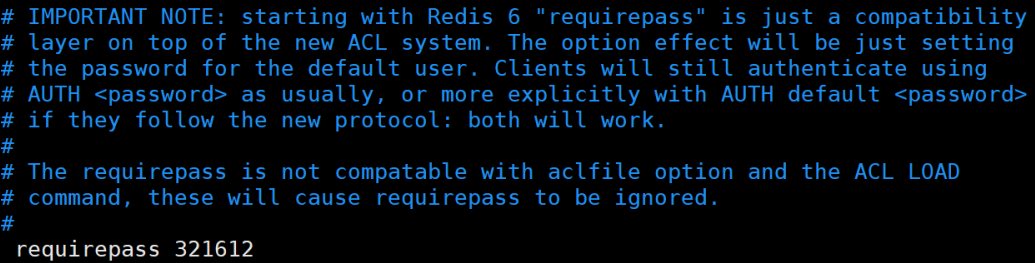 # IMPORTANT NOTE: starting with Redis 6 "requirepass" is just a compatibility
# layer on top of the new ACL system. The option effect will be just setting
# the password for the default user. Clients will still authenticate using
# AUTH <password> as usually, or more explicitly with AUTH default <password>
# if they follow the new protocol: both will work.
#
# The requirepass is not compatable with aclfile option and the ACL LOAD
# command, these will cause requirepass to be ignored.
#
requirepass 321612